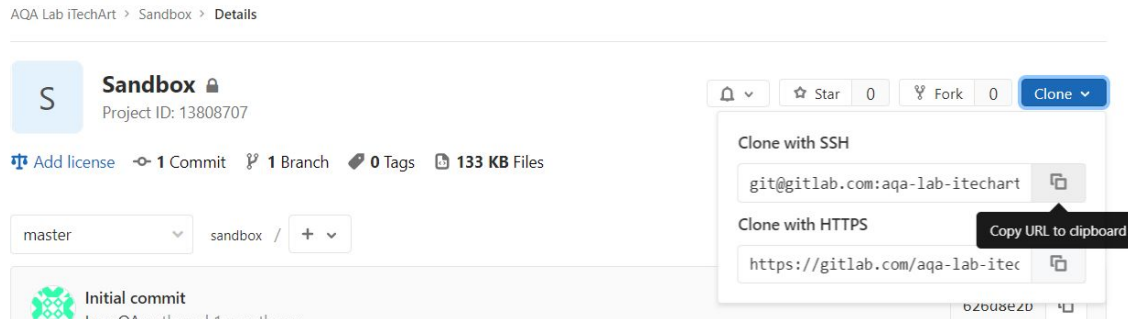 AQA Lab iTechArt > Sandbox > Details
S
Sandbox
Project ID: 13808707
Star 0
Fork 0
Clone
Add license
1 Commit
1 Branch
0 Tags
133 KB Files
Clone with SSH
git@gitlab.com:aqa-lab-itechart
Copy URL to clipboard
Clone with HTTPS
https://gitlab.com/aqa-lab-itec
master
sandbox / +
Initial commit
626d8e2b